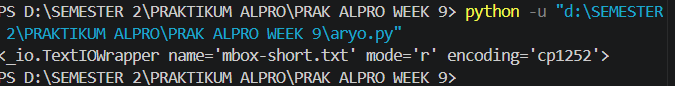 PS D:\SEMESTER 2\PRAKTIKUM ALPRO\PRAK ALPRO WEEK 9> python -u "d:\SEMESTER
2\PRAKTIKUM ALPRO\PRAK ALPRO WEEK 9\aryo.py"
<_io.TextIOWrapper name='mbox-short.txt' mode='r' encoding='cp1252'>
PS D:\SEMESTER 2\PRAKTIKUM ALPRO\PRAK ALPRO WEEK 9>